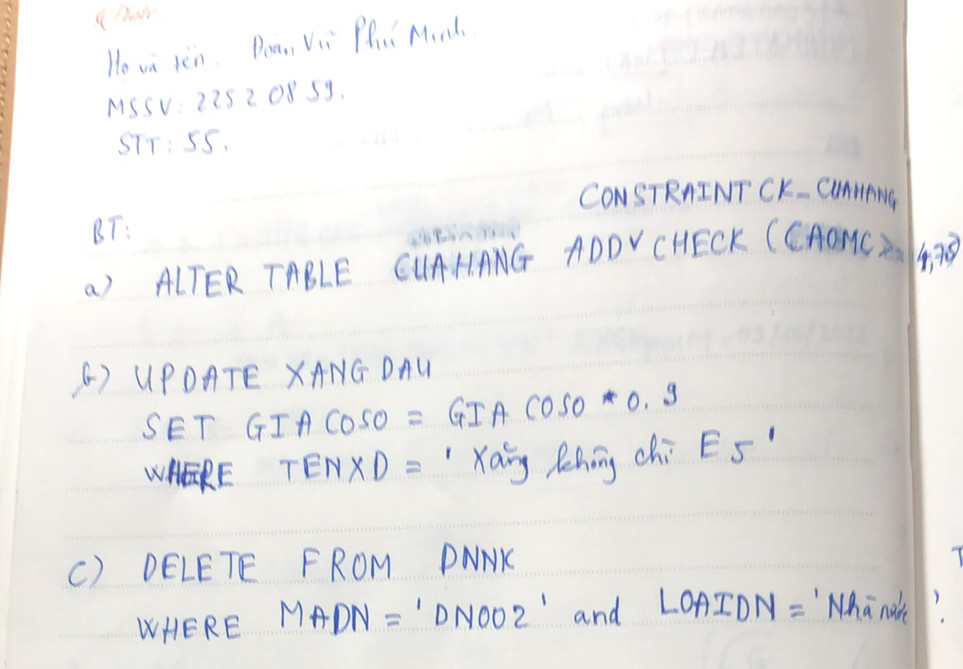 Họ và tên. Đoàn Vũ Phú Minh.
MSSV: 22520859.
STT: 55.
BT:
CONSTRAINT CK_CUAHANG
a) ALTER TABLE CUAHANG ADD ˅ CHECK (CAOMC >= 4,75)
b) UPDATE XANGDAU
SET GIACOSO = GIACOSO * 0.9
WHERE TENXD = 'Xăng không chì E5'
c) DELETE FROM DNNK
WHERE MADN = 'DN002' and LOAIDN = 'Nhà nước'.